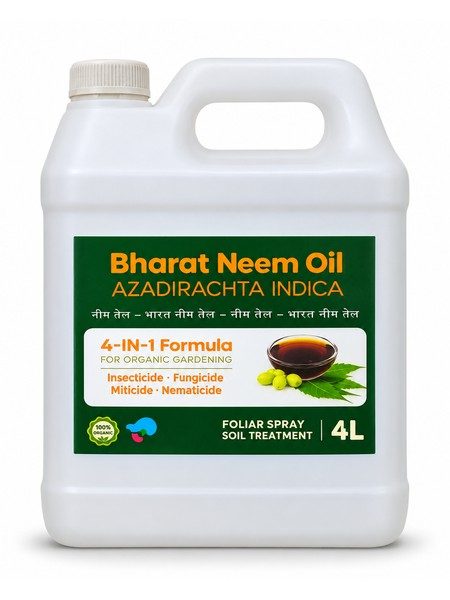 Bharat Neem Oil
AZADIRACHTA INDICA
नीम तेल – भारत नीम तेल – नीम तेल – भारत नीम तेल
4-IN-1 Formula
FOR ORGANIC GARDENING
Insecticide · Fungicide
Miticide · Nematicide
100%
ORGANIC
FOLIAR SPRAY
SOIL TREATMENT
4L